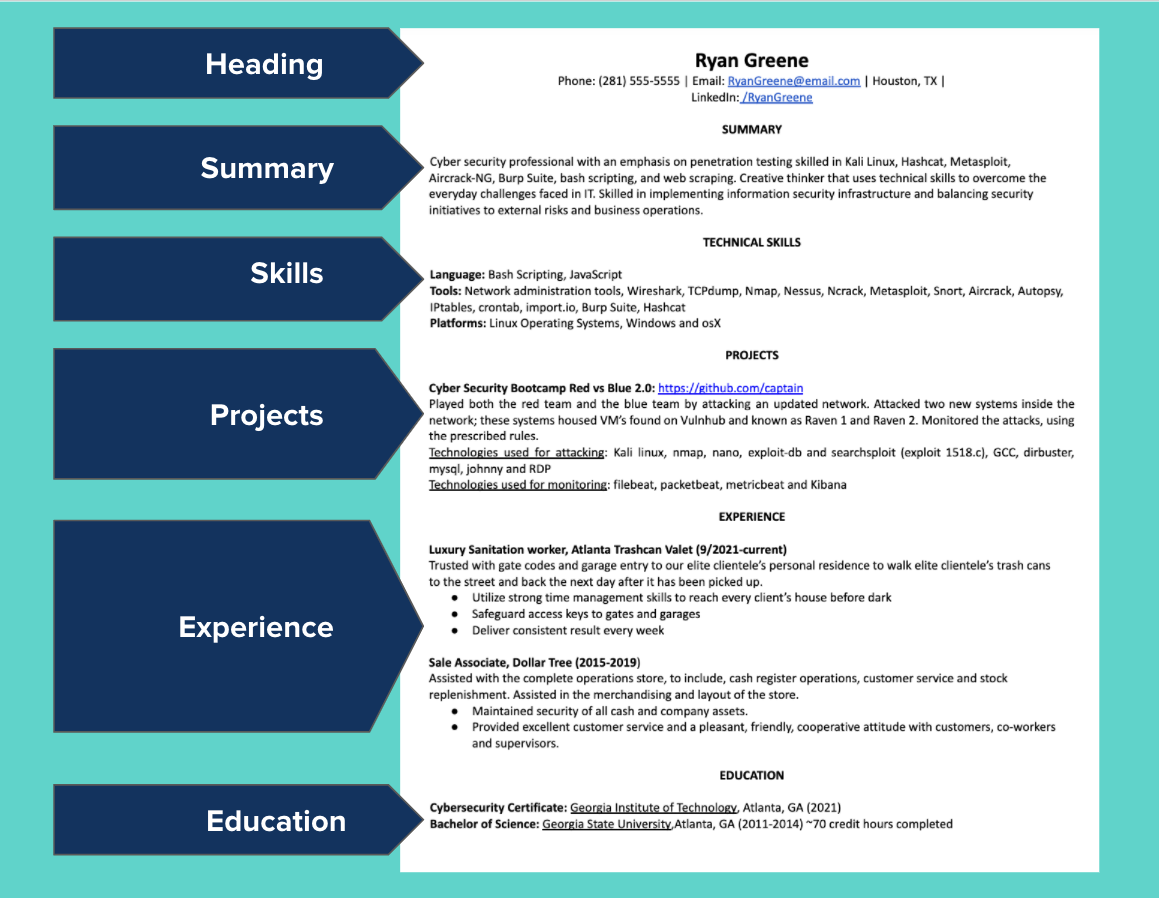 Heading
Ryan Greene
Phone: (281) 555-5555 | Email: RyanGreene@email.com | Houston, TX |
LinkedIn: /RyanGreene
SUMMARY
Summary
Cyber security professional with an emphasis on penetration testing skilled in Kali Linux, Hashcat, Metasploit,
Aircrack-NG, Burp Suite, bash scripting, and web scraping. Creative thinker that uses technical skills to overcome the
everyday challenges faced in IT. Skilled in implementing information security infrastructure and balancing security
initiatives to external risks and business operations.
TECHNICAL SKILLS
Skills
Language: Bash Scripting, JavaScript
Tools: Network administration tools, Wireshark, TCPdump, Nmap, Nessus, Ncrack, Metasploit, Snort, Aircrack, Autopsy,
IPtables, crontab, import.io, Burp Suite, Hashcat
Platforms: Linux Operating Systems, Windows and osX
PROJECTS
Projects
Cyber Security Bootcamp Red vs Blue 2.0: https://github.com/captain
Played both the red team and the blue team by attacking an updated network. Attacked two new systems inside the
network; these systems housed VM's found on Vulnhub and known as Raven 1 and Raven 2. Monitored the attacks, using
the prescribed rules.
Technologies used for attacking: Kali linux, nmap, nano, exploit-db and searchsploit (exploit 1518.c), GCC, dirbuster,
mysql, johnny and RDP
Technologies used for monitoring: filebeat, packetbeat, metricbeat and Kibana
EXPERIENCE
Experience
Luxury Sanitation worker, Atlanta Trashcan Valet (9/2021-current)
Trusted with gate codes and garage entry to our elite clientele's personal residence to walk elite clientele's trash cans
to the street and back the next day after it has been picked up.
● Utilize strong time management skills to reach every client's house before dark
● Safeguard access keys to gates and garages
● Deliver consistent result every week
Sale Associate, Dollar Tree (2015-2019)
Assisted with the complete operations store, to include, cash register operations, customer service and stock
replenishment. Assisted in the merchandising and layout of the store.
● Maintained security of all cash and company assets.
● Provided excellent customer service and a pleasant, friendly, cooperative attitude with customers, co-workers
and supervisors.
EDUCATION
Education
Cybersecurity Certificate: Georgia Institute of Technology, Atlanta, GA (2021)
Bachelor of Science: Georgia State University,Atlanta, GA (2011-2014) ~70 credit hours completed